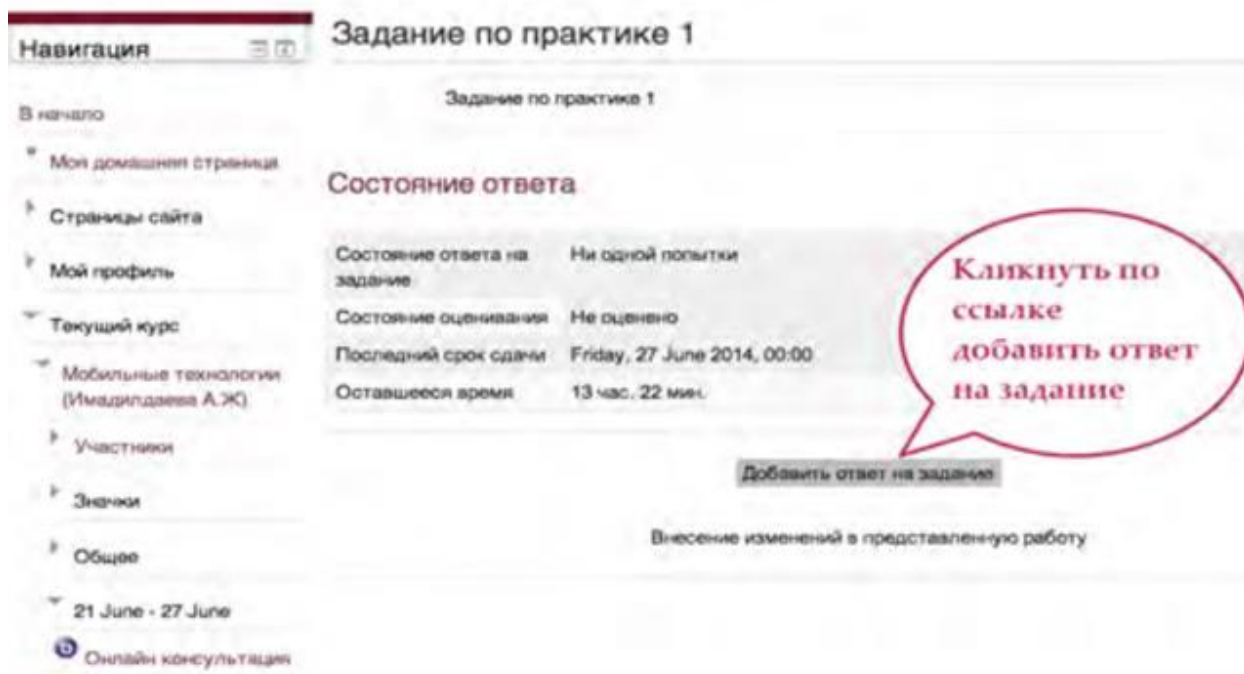 Навигация
В начало
Моя домашняя страница
Страницы сайта
Мой профиль
Текущий курс
Мобильные технологии
(Имадилдаева А.Ж)
Участники
Значки
Общее
21 June - 27 June
Онлайн консультация
Задание по практике 1
Задание по практике 1
Состояние ответа
Состояние ответа на задание Ни одной попытки
Состояние оценивания Не оценено
Последний срок сдачи Friday, 27 June 2014, 00:00
Оставшееся время 13 час. 22 мин.
Кликнуть по
ссылке
добавить ответ
на задание
Добавить ответ на задание
Внесение изменений в представленную работу